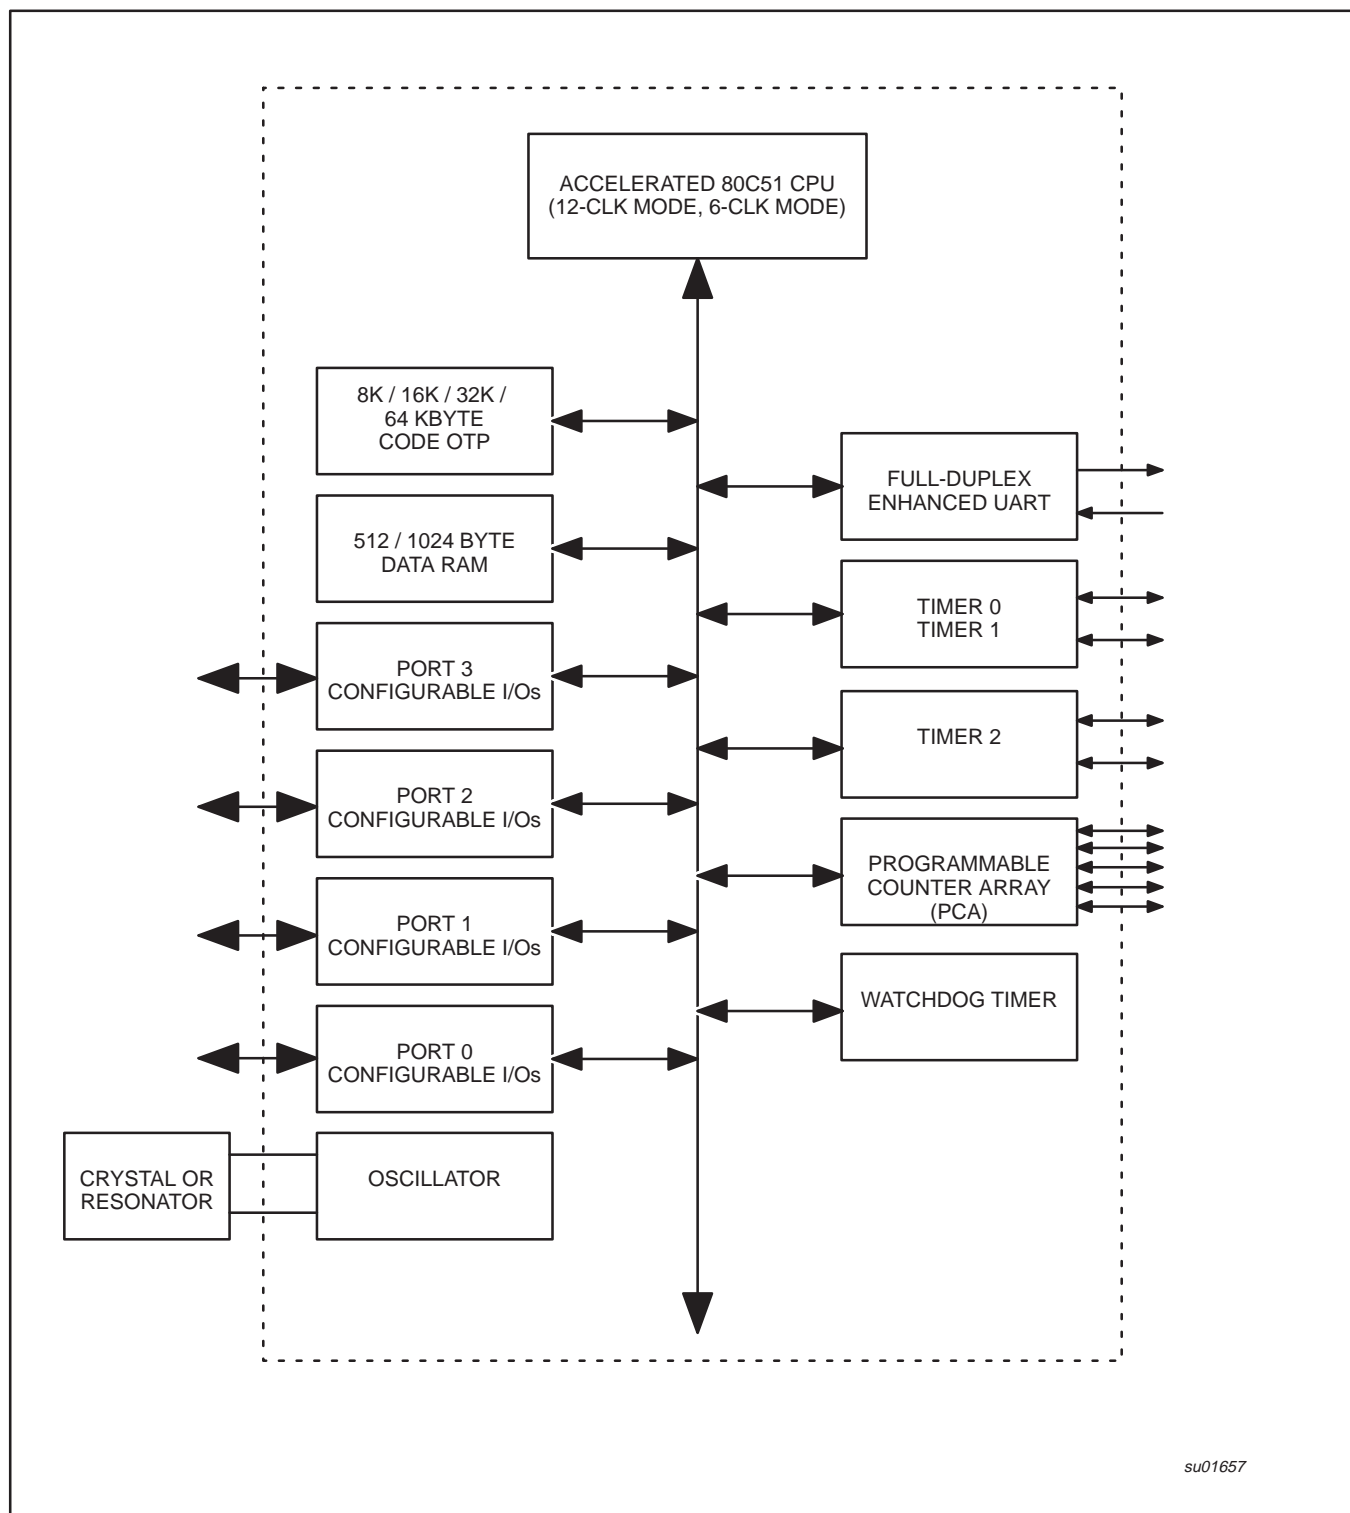 ACCELERATED 80C51 CPU
(12-CLK MODE, 6-CLK MODE)
8K / 16K / 32K /
64 KBYTE
CODE OTP
512 / 1024 BYTE
DATA RAM
PORT 3
CONFIGURABLE I/Os
PORT 2
CONFIGURABLE I/Os
PORT 1
CONFIGURABLE I/Os
PORT 0
CONFIGURABLE I/Os
CRYSTAL OR
RESONATOR
OSCILLATOR
FULL-DUPLEX
ENHANCED UART
TIMER 0
TIMER 1
TIMER 2
PROGRAMMABLE
COUNTER ARRAY
(PCA)
WATCHDOG TIMER
su01657